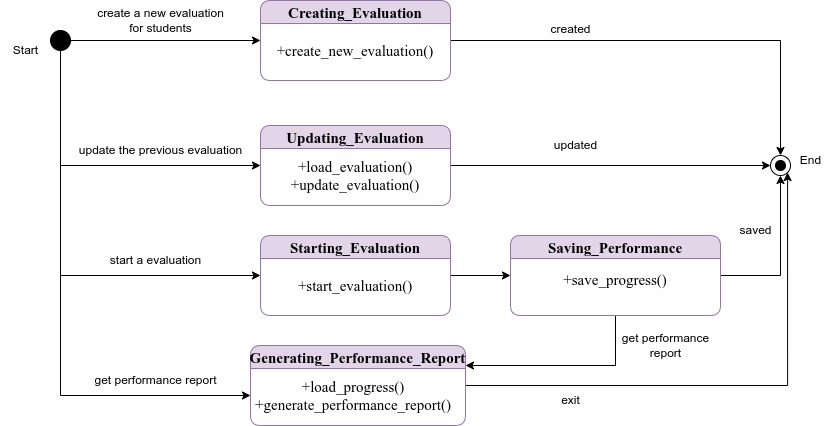 create a new evaluation
for students
Creating_Evaluation
+create_new_evaluation()
created
Start
update the previous evaluation
Updating_Evaluation
+load_evaluation()
+update_evaluation()
updated
End
start a evaluation
Starting_Evaluation
+start_evaluation()
Saving_Performance
+save_progress()
saved
get performance
report
get performance report
Generating_Performance_Report
+load_progress()
+generate_performance_report()
exit